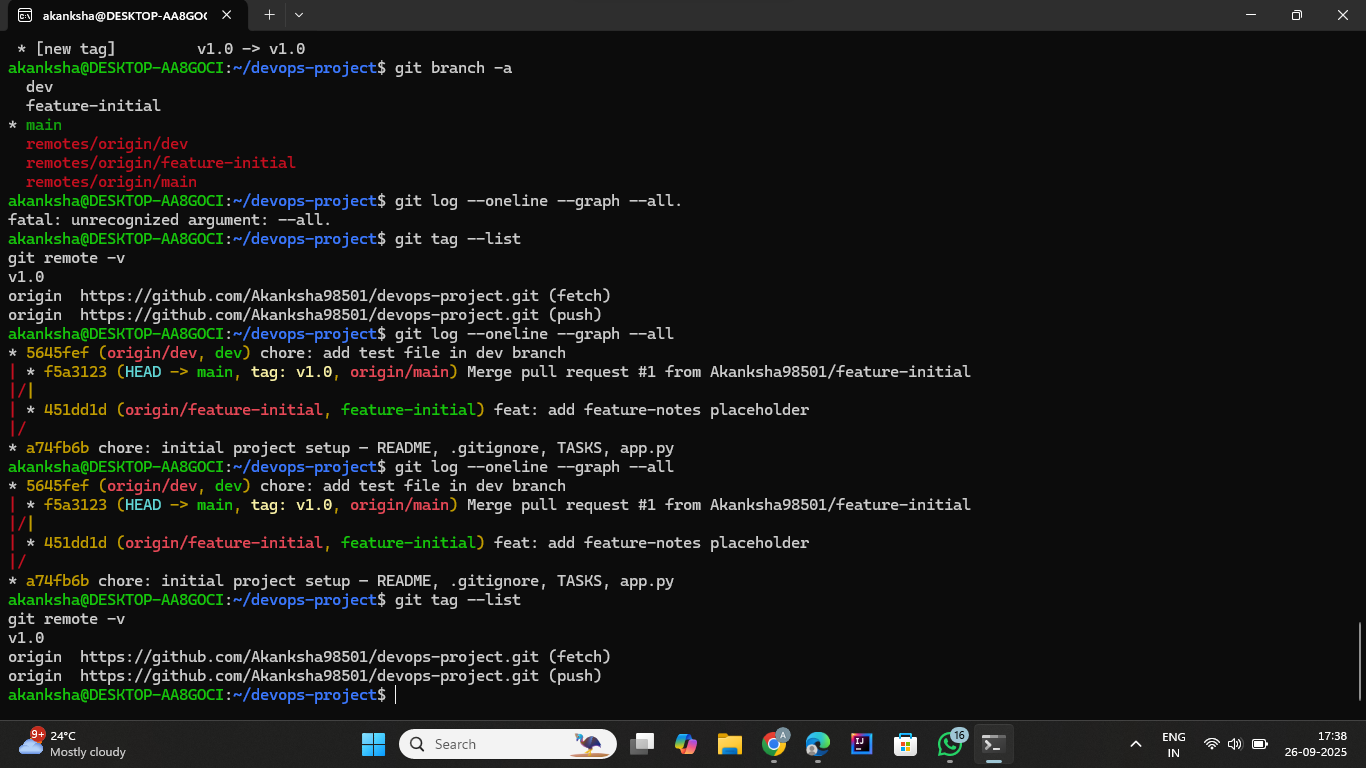 akanksha@DESKTOP-AA8GOC
 * [new tag]         v1.0 -> v1.0
akanksha@DESKTOP-AA8GOCI:~/devops-project$ git branch -a
  dev
  feature-initial
* main
  remotes/origin/dev
  remotes/origin/feature-initial
  remotes/origin/main
akanksha@DESKTOP-AA8GOCI:~/devops-project$ git log --oneline --graph --all.
fatal: unrecognized argument: --all.
akanksha@DESKTOP-AA8GOCI:~/devops-project$ git tag --list
git remote -v
v1.0
origin  https://github.com/Akanksha98501/devops-project.git (fetch)
origin  https://github.com/Akanksha98501/devops-project.git (push)
akanksha@DESKTOP-AA8GOCI:~/devops-project$ git log --oneline --graph --all
* 5645fef (origin/dev, dev) chore: add test file in dev branch
| * f5a3123 (HEAD -> main, tag: v1.0, origin/main) Merge pull request #1 from Akanksha98501/feature-initial
|/|
| * 451dd1d (origin/feature-initial, feature-initial) feat: add feature-notes placeholder
|/
* a74fb6b chore: initial project setup – README, .gitignore, TASKS, app.py
akanksha@DESKTOP-AA8GOCI:~/devops-project$ git log --oneline --graph --all
* 5645fef (origin/dev, dev) chore: add test file in dev branch
| * f5a3123 (HEAD -> main, tag: v1.0, origin/main) Merge pull request #1 from Akanksha98501/feature-initial
|/|
| * 451dd1d (origin/feature-initial, feature-initial) feat: add feature-notes placeholder
|/
* a74fb6b chore: initial project setup – README, .gitignore, TASKS, app.py
akanksha@DESKTOP-AA8GOCI:~/devops-project$ git tag --list
git remote -v
v1.0
origin  https://github.com/Akanksha98501/devops-project.git (fetch)
origin  https://github.com/Akanksha98501/devops-project.git (push)
akanksha@DESKTOP-AA8GOCI:~/devops-project$
9+
24°C
Mostly cloudy
Search
A
IJ
16
ENG
IN
17:38
26-09-2025